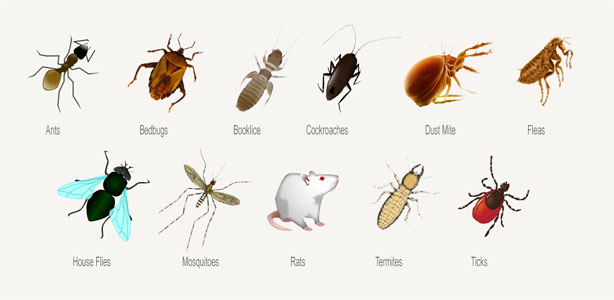 Ants Bedbugs Booklice Cockroaches Dust Mite Fleas
House Flies Mosquitoes Rats Termites Ticks